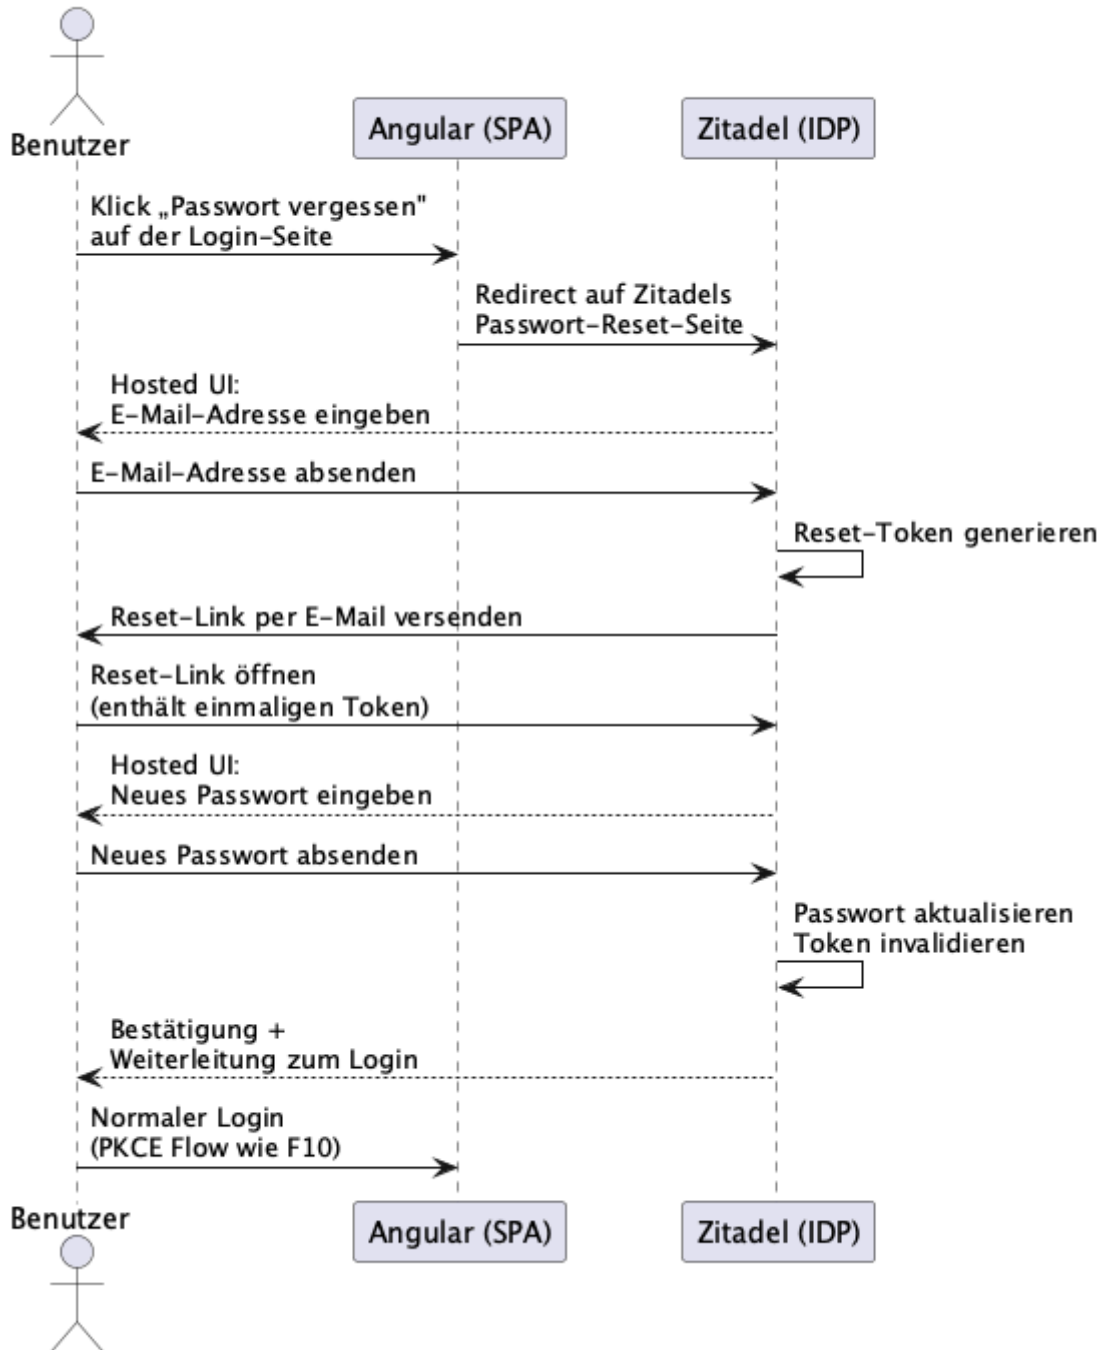 Benutzer
Angular (SPA)
Zitadel (IDP)
Klick „Passwort vergessen"
auf der Login-Seite
Redirect auf Zitadels
Passwort-Reset-Seite
Hosted UI:
E-Mail-Adresse eingeben
E-Mail-Adresse absenden
Reset-Token generieren
Reset-Link per E-Mail versenden
Reset-Link öffnen
(enthält einmaligen Token)
Hosted UI:
Neues Passwort eingeben
Neues Passwort absenden
Passwort aktualisieren
Token invalidieren
Bestätigung +
Weiterleitung zum Login
Normaler Login
(PKCE Flow wie F10)
Benutzer
Angular (SPA)
Zitadel (IDP)